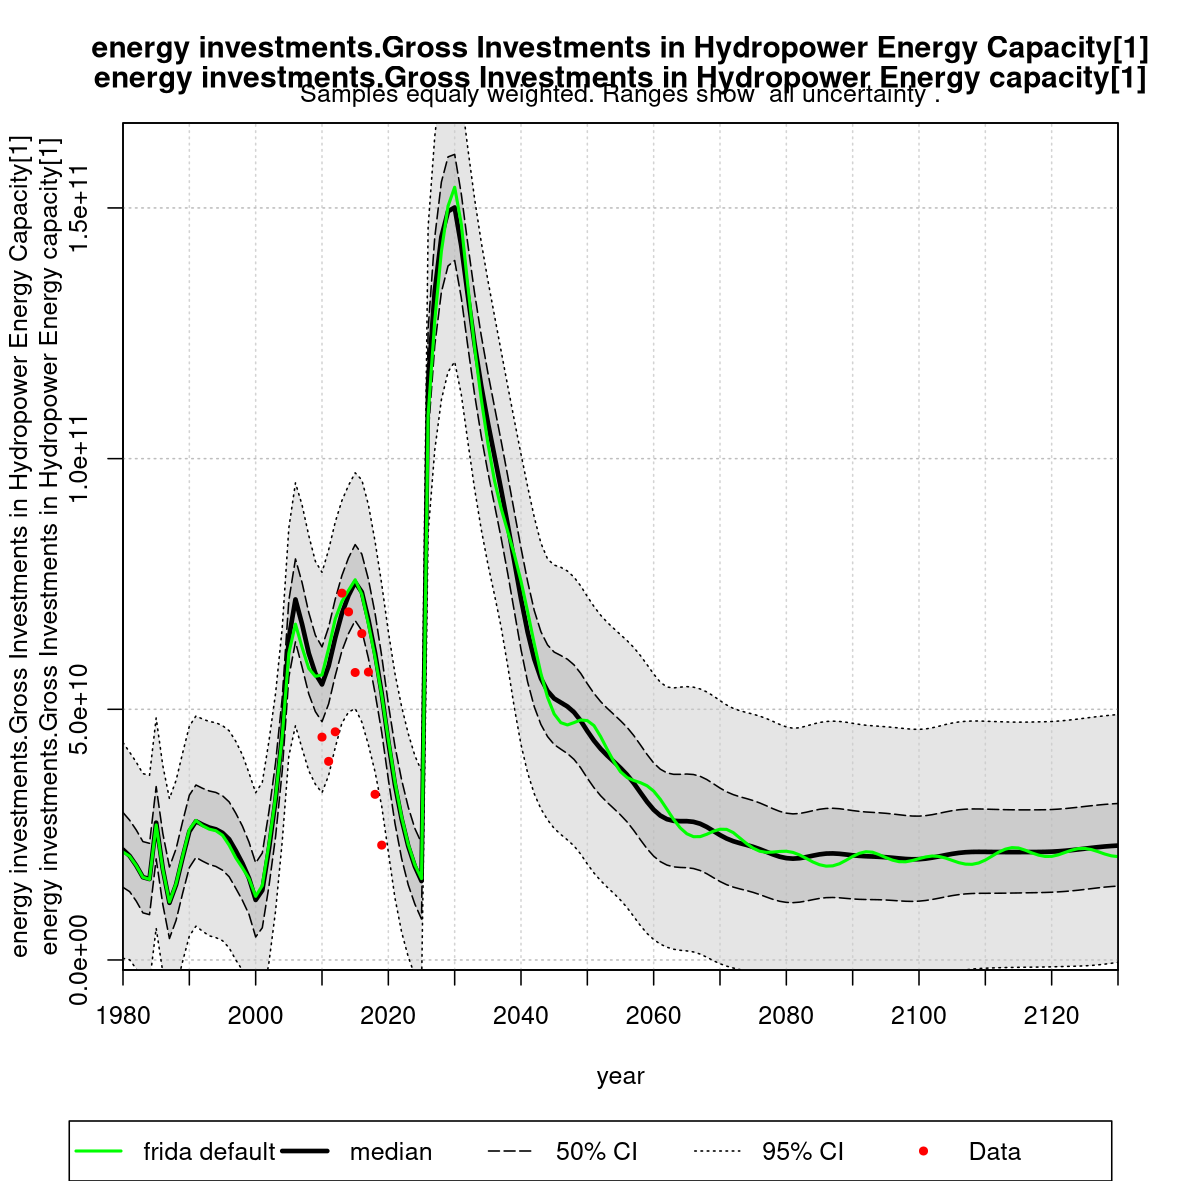 energy investments.Gross Investments in Hydropower Energy Capacity[1]
energy investments.Gross Investments in Hydropower Energy capacity[1]
Samples equaly weighted. Ranges show  all uncertainty .
energy investments.Gross Investments in Hydropower Energy Capacity[1]
energy investments.Gross Investments in Hydropower Energy capacity[1]
1.5e+11
1.0e+11
5.0e+10
0.0e+00
1980 2000 2020 2040 2060 2080 2100 2120
year
frida default median 50% CI 95% CI Data